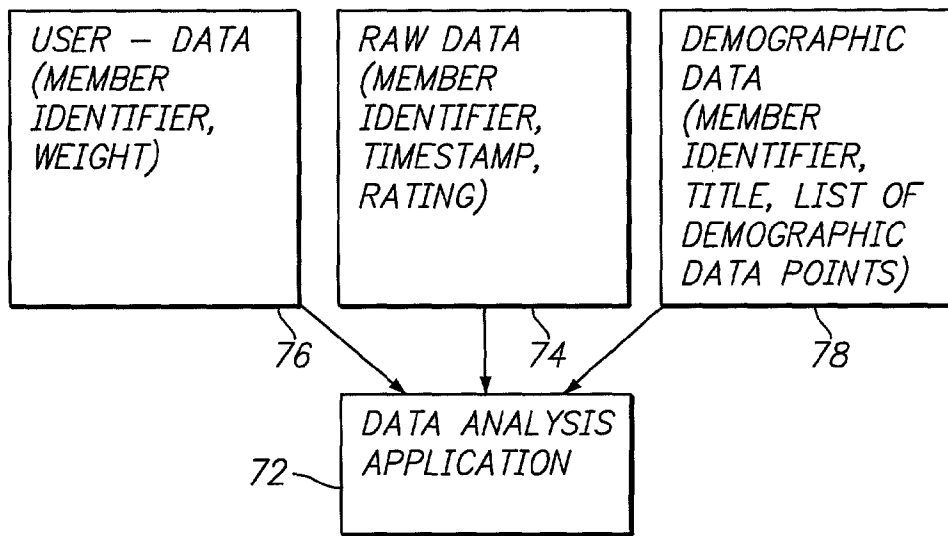 USER - DATA
(MEMBER
IDENTIFIER,
WEIGHT)
76
RAW DATA
(MEMBER
IDENTIFIER,
TIMESTAMP,
RATING)
74
DEMOGRAPHIC
DATA
(MEMBER
IDENTIFIER,
TITLE, LIST OF
DEMOGRAPHIC
DATA POINTS)
78
DATA ANALYSIS
APPLICATION
72